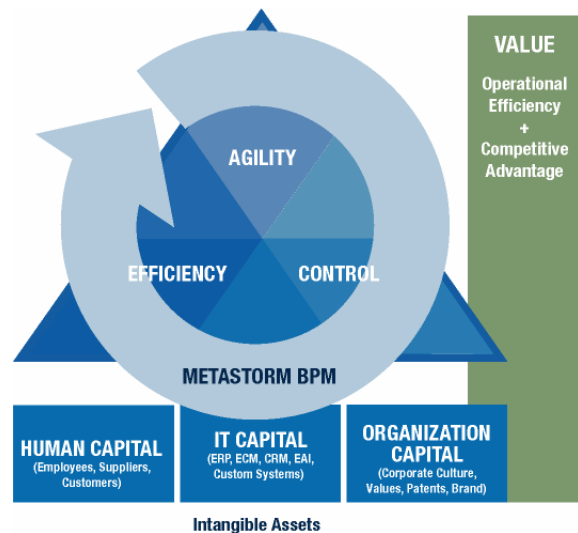 VALUE
Operational
Efficiency
+
Competitive
Advantage
AGILITY
EFFICIENCY
CONTROL
METASTORM BPM
HUMAN CAPITAL
(Employees, Suppliers,
Customers)
IT CAPITAL
(ERP, ECM, CRM, EAI,
Custom Systems)
ORGANIZATION
CAPITAL
(Corporate Culture,
Values, Patents, Brand)
Intangible Assets